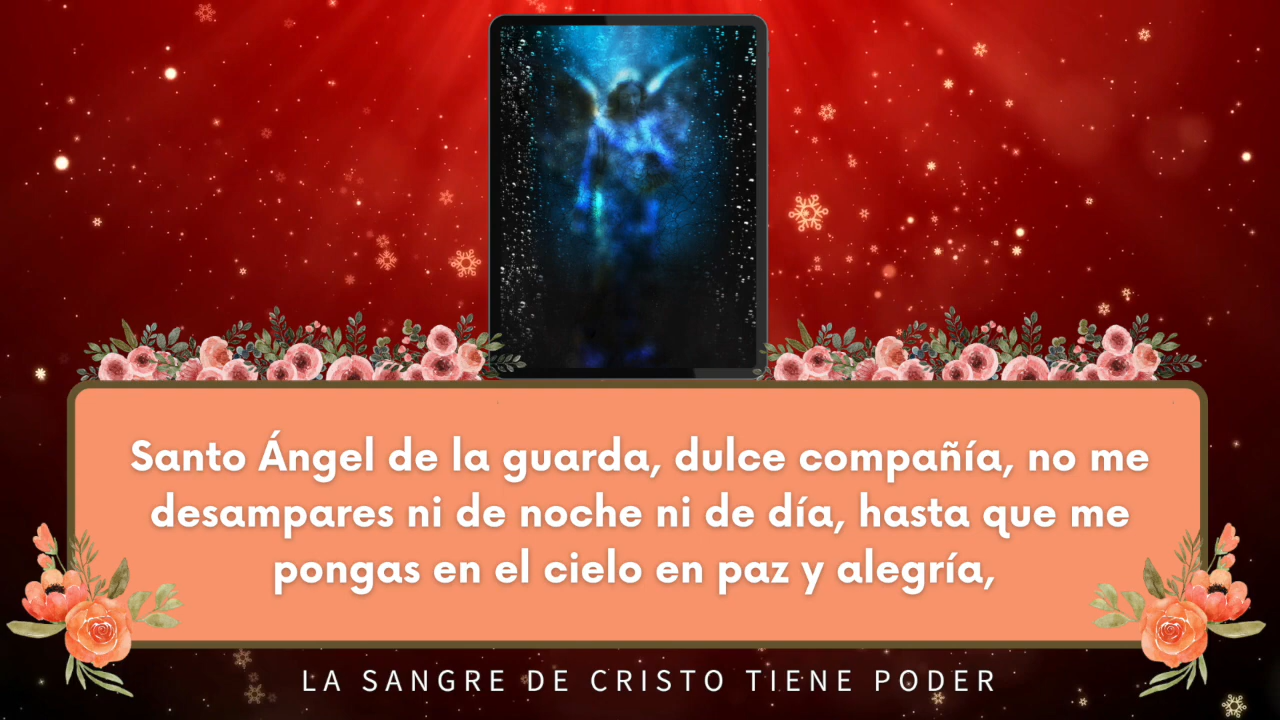 Santo Ángel de la guarda, dulce compañía, no me
desampares ni de noche ni de día, hasta que me
pongas en el cielo en paz y alegría,
LA SANGRE DE CRISTO TIENE PODER